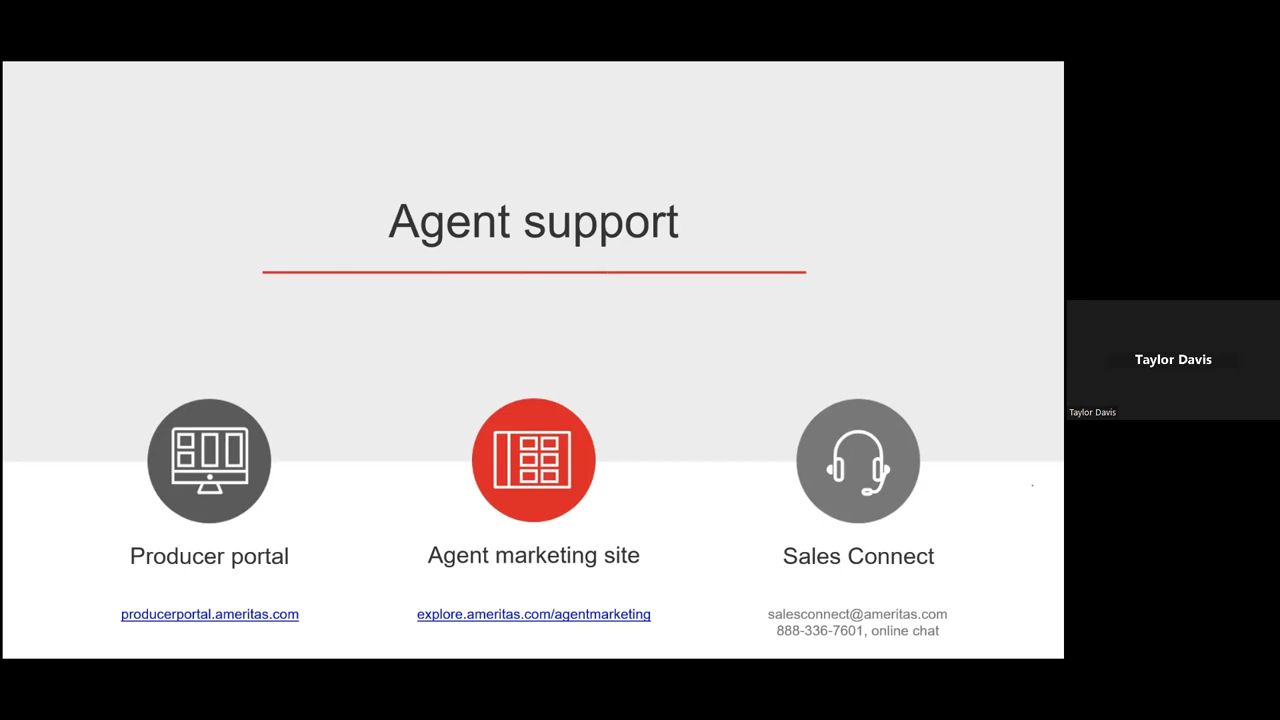 Agent support
Producer portal
Agent marketing site
Sales Connect
producerportal.ameritas.com
explore.ameritas.com/agentmarketing
salesconnect@ameritas.com
888-336-7601, online chat
Taylor Davis
Taylor Davis